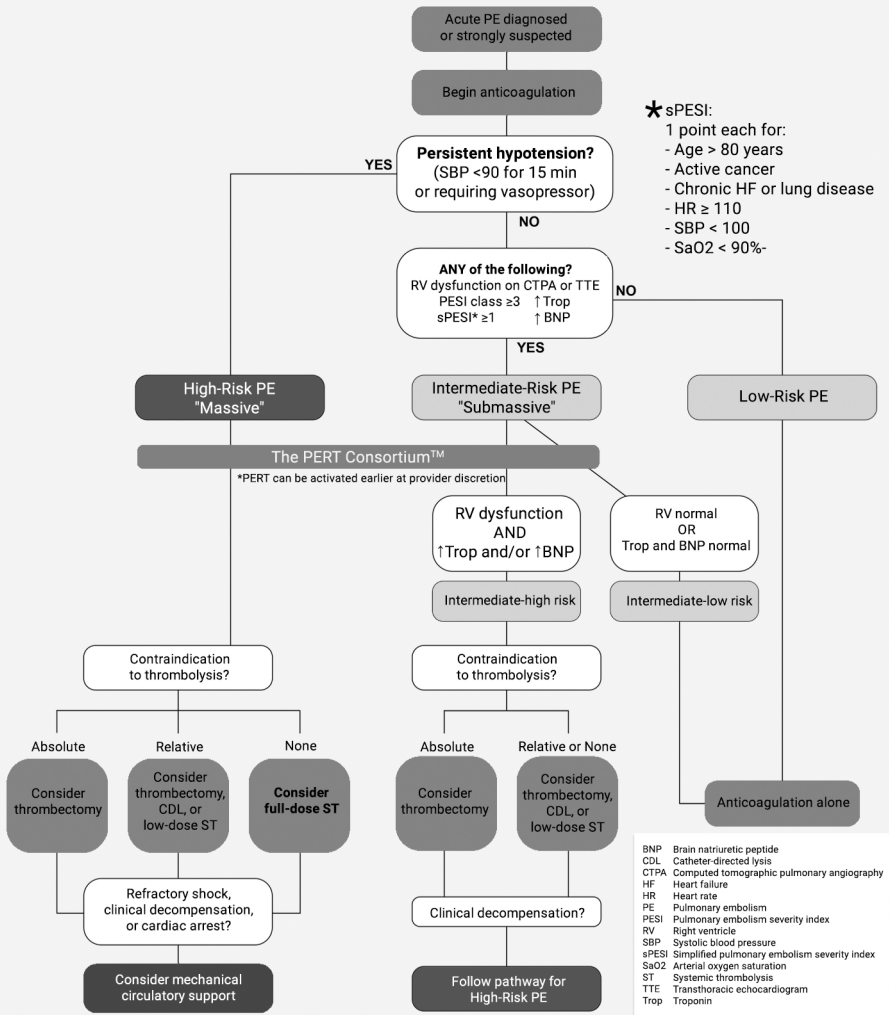 Acute PE diagnosed
or strongly suspected
Begin anticoagulation
* sPESI:
1 point each for:
- Age > 80 years
- Active cancer
- Chronic HF or lung disease
- HR ≥ 110
- SBP < 100
- SaO2 < 90%-
Persistent hypotension?
(SBP <90 for 15 min
or requiring vasopressor)
YES
NO
ANY of the following?
RV dysfunction on CTPA or TTE
PESI class ≥3 ↑Trop
sPESI* ≥1 ↑ BNP
NO
YES
High-Risk PE
"Massive"
Intermediate-Risk PE
"Submassive"
Low-Risk PE
The PERT Consortium™
*PERT can be activated earlier at provider discretion
RV dysfunction
AND
↑Trop and/or ↑BNP
RV normal
OR
Trop and BNP normal
Intermediate-high risk
Intermediate-low risk
Contraindication
to thrombolysis?
Contraindication
to thrombolysis?
Absolute
Relative
None
Absolute
Relative or None
Consider
thrombectomy
Consider
thrombectomy,
CDL, or
low-dose ST
Consider
full-dose ST
Consider
thrombectomy
Consider
thrombectomy,
CDL, or
low-dose ST
Anticoagulation alone
Refractory shock,
clinical decompensation,
or cardiac arrest?
Clinical decompensation?
Consider mechanical
circulatory support
Follow pathway for
High-Risk PE
BNP Brain natriuretic peptide
CDL Catheter-directed lysis
CTPA Computed tomographic pulmonary angiography
HF Heart failure
HR Heart rate
PE Pulmonary embolism
PESI Pulmonary embolism severity index
RV Right ventricle
SBP Systolic blood pressure
sPESI Simplified pulmonary embolism severity index
SaO2 Arterial oxygen saturation
ST Systemic thrombolysis
TTE Transthoracic echocardiogram
Trop Troponin